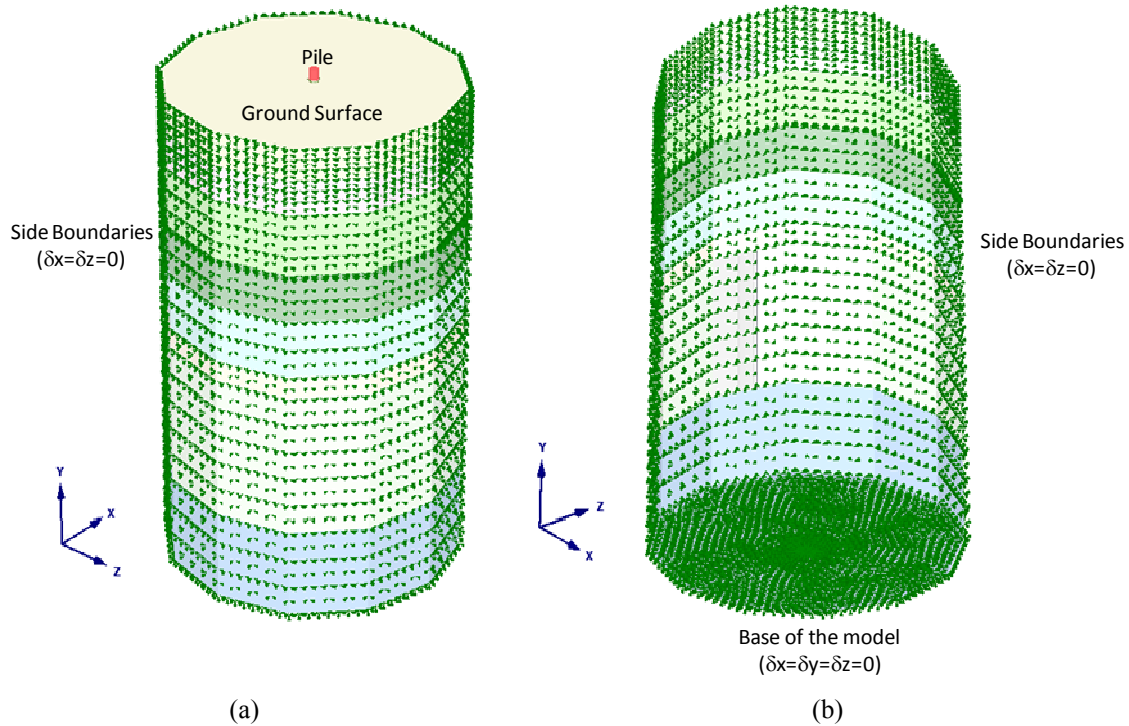 Pile
Ground Surface
Side Boundaries
(δx=δz=0)
Y
X
Z
(a)
Side Boundaries
(δx=δz=0)
Y
Z
X
Base of the model
(δx=δy=δz=0)
(b)